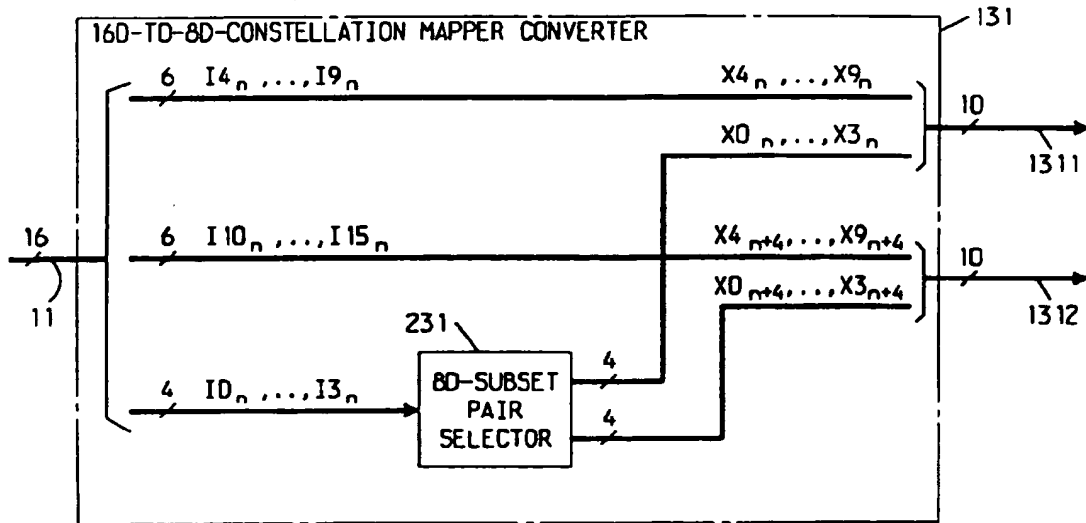 16D-TO-8D-CONSTELLATION MAPPER CONVERTER
131
6 I4n ,...,I9n X4n ,...,X9n
10
X0n ,...,X3n
1311
16
6 I10n ,...,I15n X4n+4,...,X9n+4
10
X0n+4,...,X3n+4
11
1312
231
4 I0n ,...,I3n
8D-SUBSET
PAIR
SELECTOR
4
4